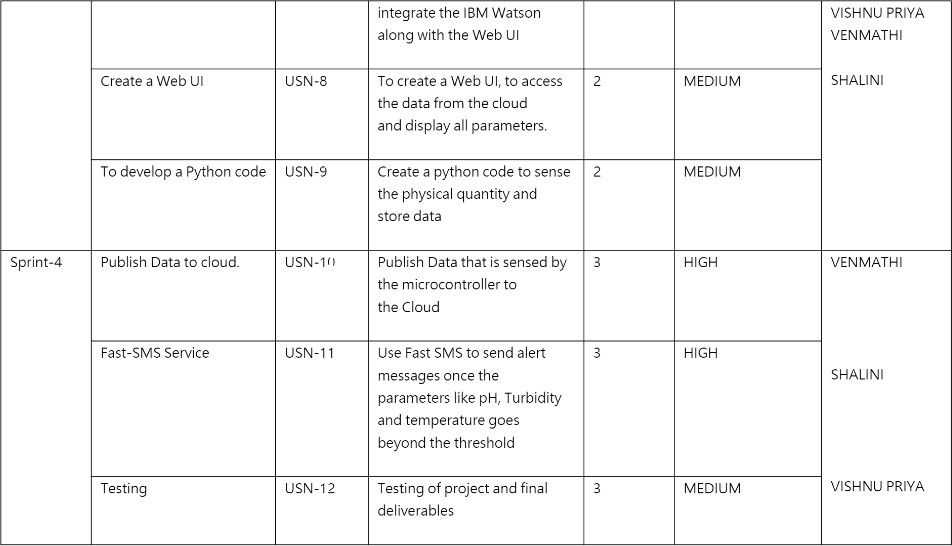 integrate the IBM Watson
along with the Web UI
VISHNU PRIYA
VENMATHI
Create a Web UI
USN-8
To create a Web UI, to access
the data from the cloud
and display all parameters.
2
MEDIUM
SHALINI
To develop a Python code
USN-9
Create a python code to sense
the physical quantity and
store data
2
MEDIUM
Sprint-4
Publish Data to cloud.
USN-10
Publish Data that is sensed by
the microcontroller to
the Cloud
3
HIGH
VENMATHI
Fast-SMS Service
USN-11
Use Fast SMS to send alert
messages once the
parameters like pH, Turbidity
and temperature goes
beyond the threshold
3
HIGH
SHALINI
Testing
USN-12
Testing of project and final
deliverables
3
MEDIUM
VISHNU PRIYA